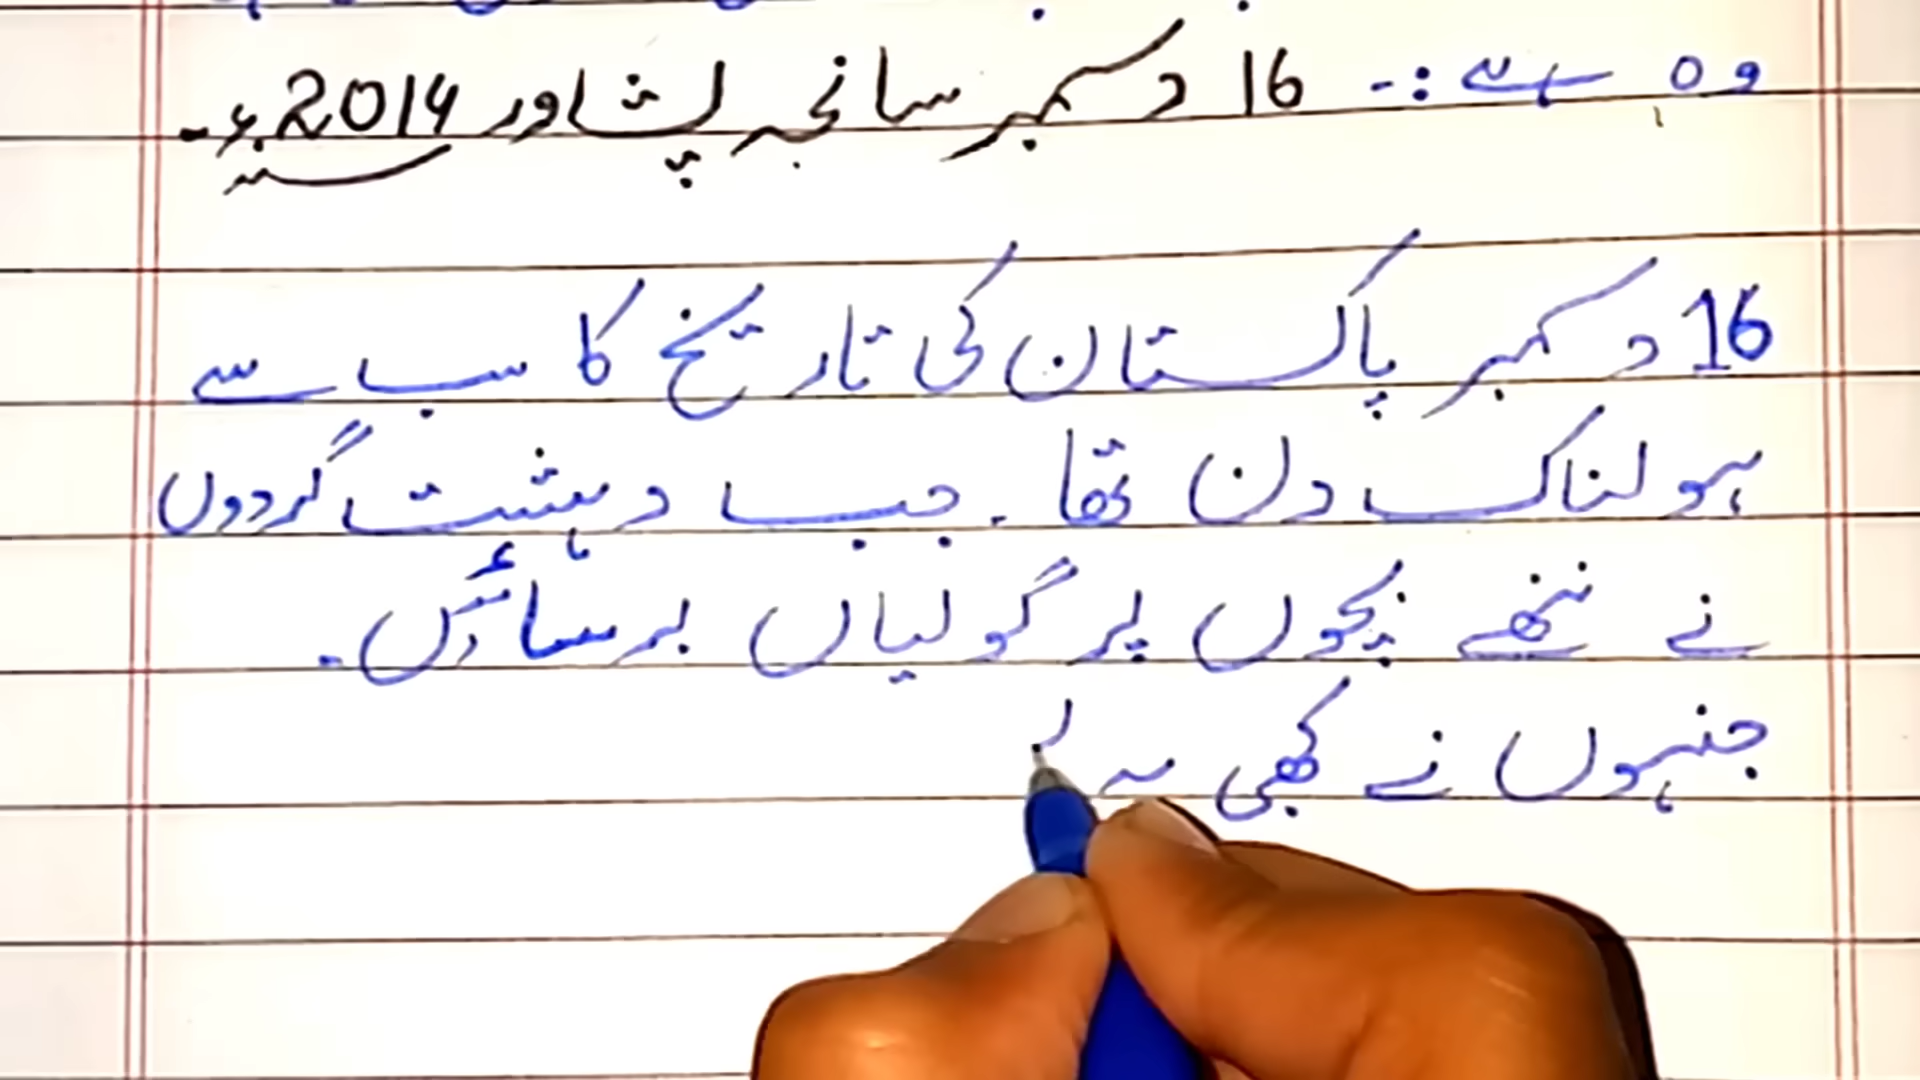 وہ ہے :- 16 دسمبر سانحہ پشاور 2014ء۔
16 دسمبر پاکستان کی تاریخ کا سب سے
ہولناک دن تھا ۔ جب دہشت گردوں
نے ننھے بچوں پر گولیاں برسائیں ۔
جنہوں نے کبھی یہ